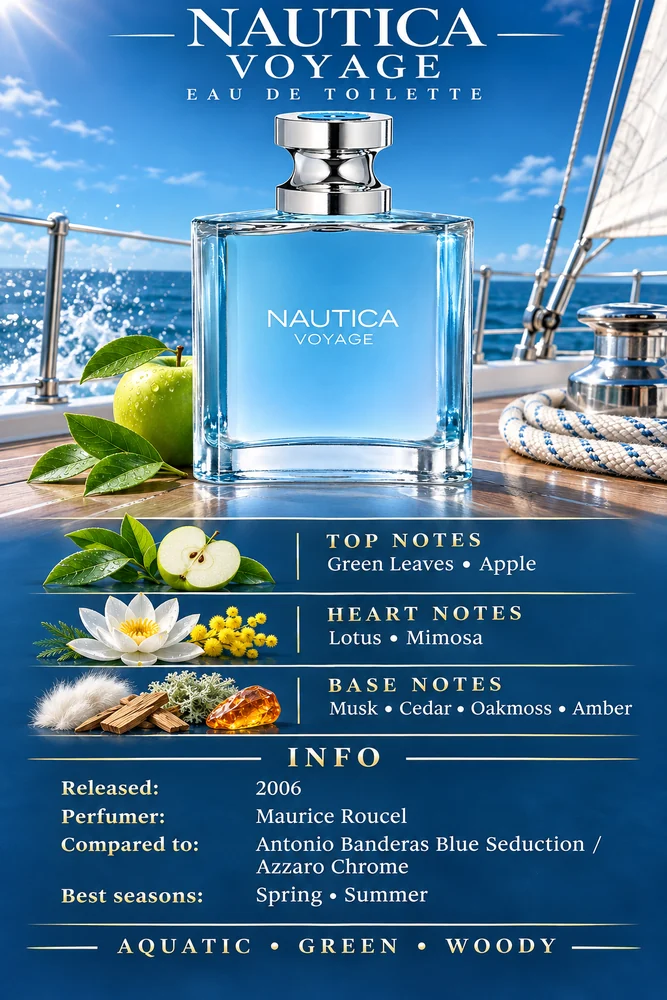 NAUTICA
VOYAGE
EAU DE TOILETTE
NAUTICA
VOYAGE
TOP NOTES
Green Leaves • Apple
HEART NOTES
Lotus • Mimosa
BASE NOTES
Musk • Cedar • Oakmoss • Amber
INFO
Released: 2006
Perfumer: Maurice Roucel
Compared to: Antonio Banderas Blue Seduction /
Azzaro Chrome
Best seasons: Spring • Summer
AQUATIC • GREEN • WOODY